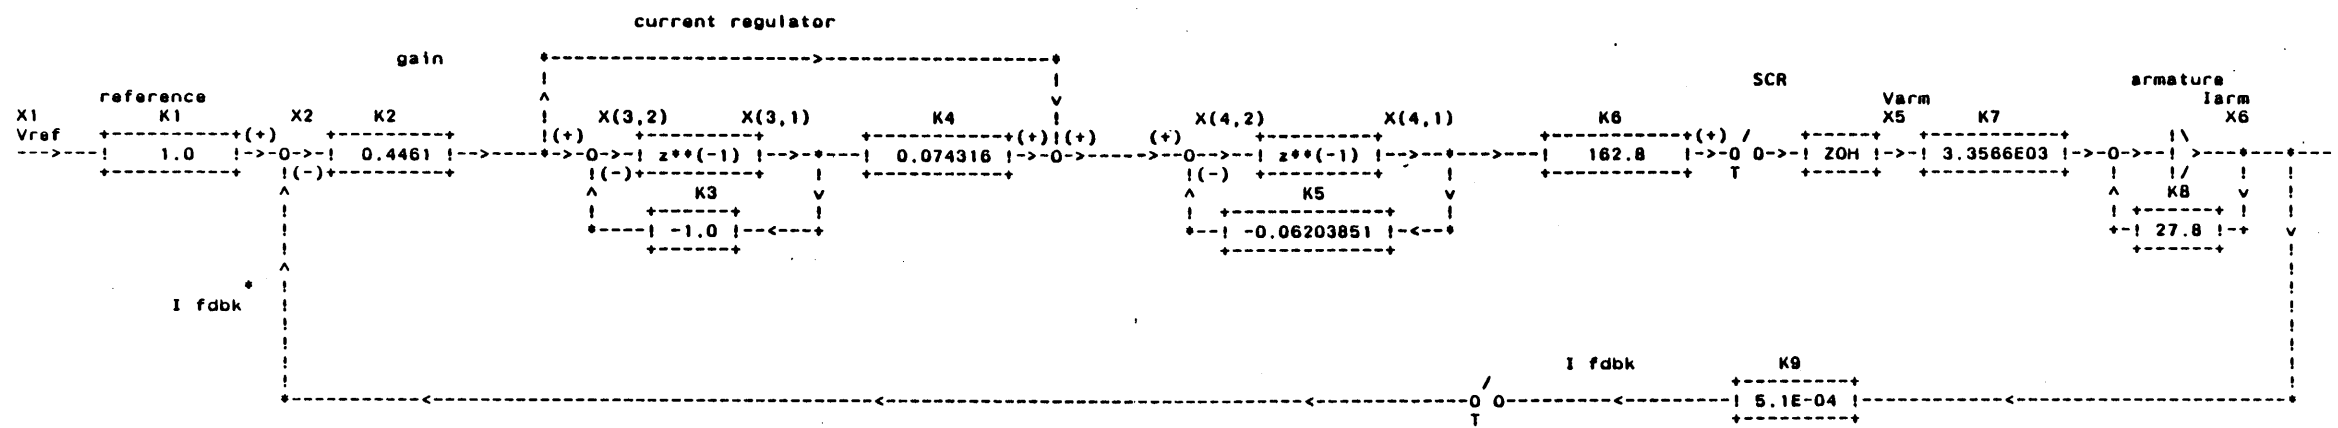 current regulator
gain
reference SCR armature
X1 K1 X2 K2 X(3,2) X(3,1) K4 X(4,2) X(4,1) K6 Varm X5 K7 Iarm X6
Vref (+) (+) (+) (+) (+) (+)
1.0 0.4461 z**(-1) 0.074316 z**(-1) 162.8 ZOH 3.3566E03
(-) (-) (-) T
K3 K5 K8
-1.0 -0.06203851 27.8
I fdbk*
I fdbk K9
5.1E-04
T